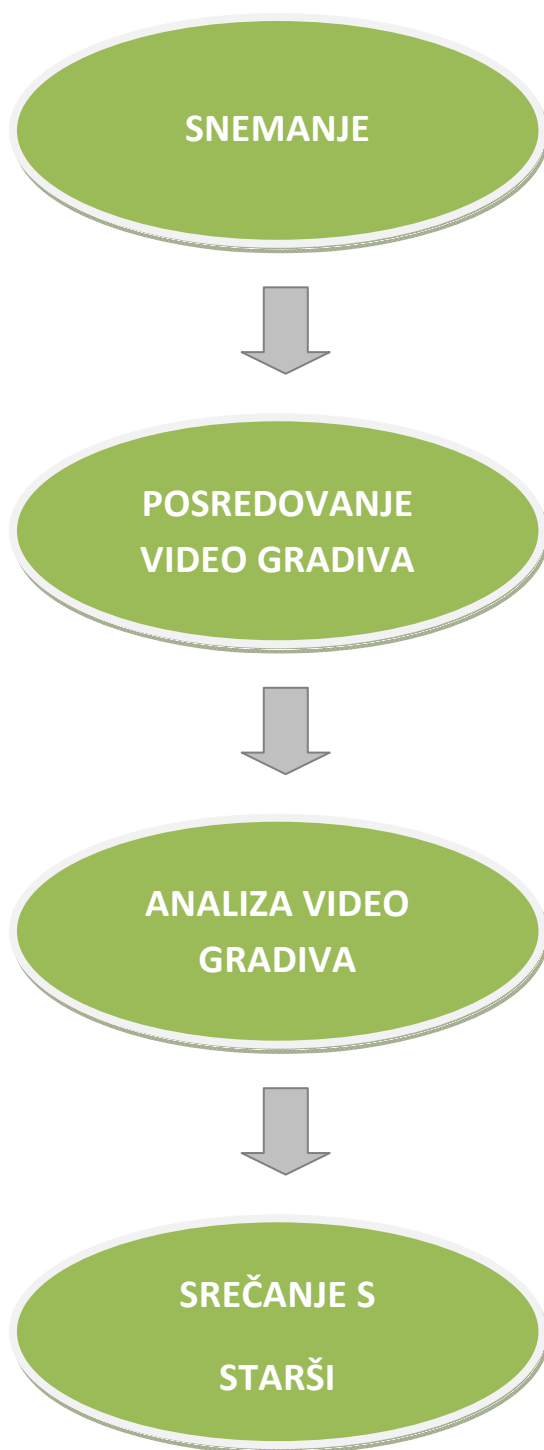 SNEMANJE
POSREDOVANJE
VIDEO GRADIVA
ANALIZA VIDEO
GRADIVA
SREČANJE S
STARŠI